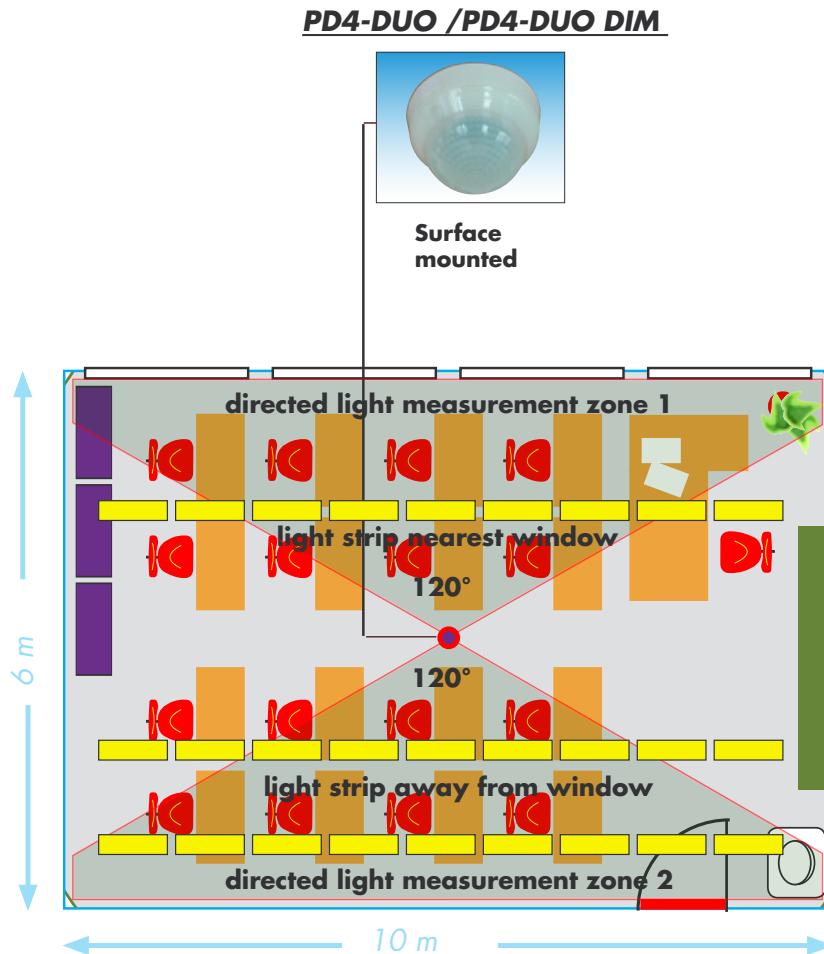 PD4-DUO /PD4-DUO DIM
Surface
mounted
directed light measurement zone 1
light strip nearest window
120°
120°
light strip away from window
directed light measurement zone 2
6 m
10 m